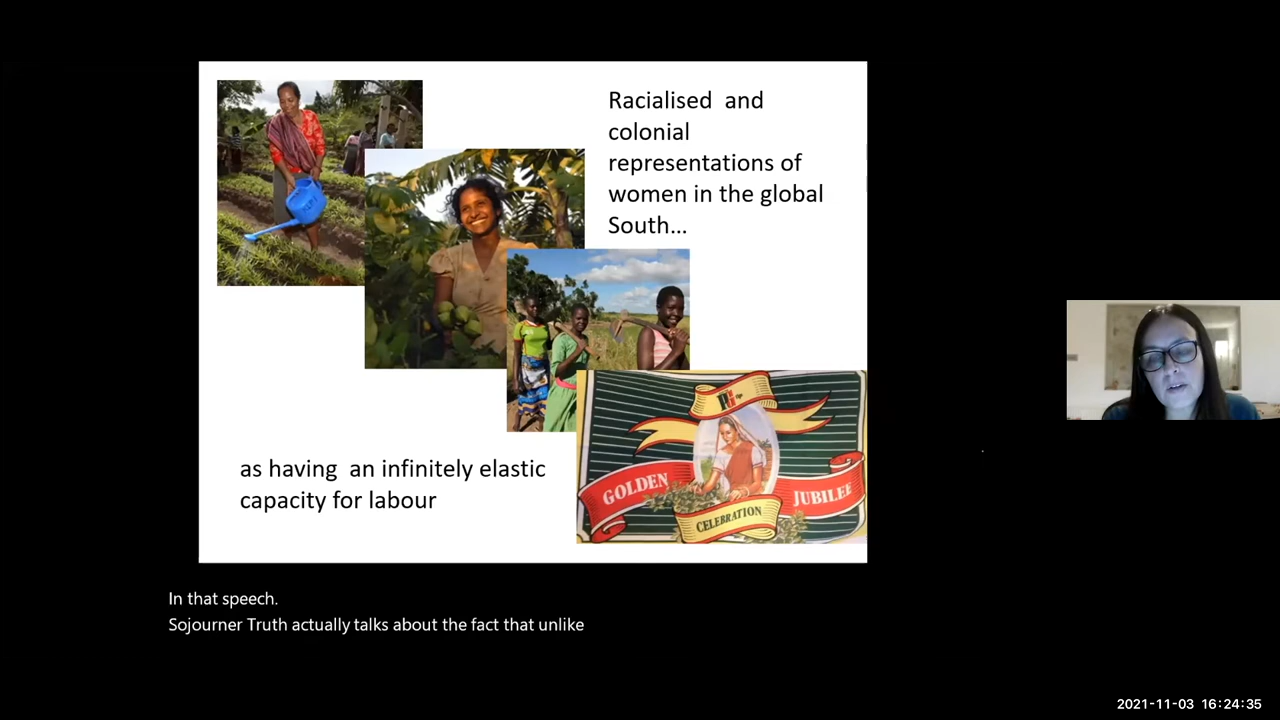 Racialised and
colonial
representations of
women in the global
South...
as having an infinitely elastic
capacity for labour
GOLDEN
JUBILEE
CELEBRATION
In that speech.
Sojourner Truth actually talks about the fact that unlike
2021-11-03 16:24:35